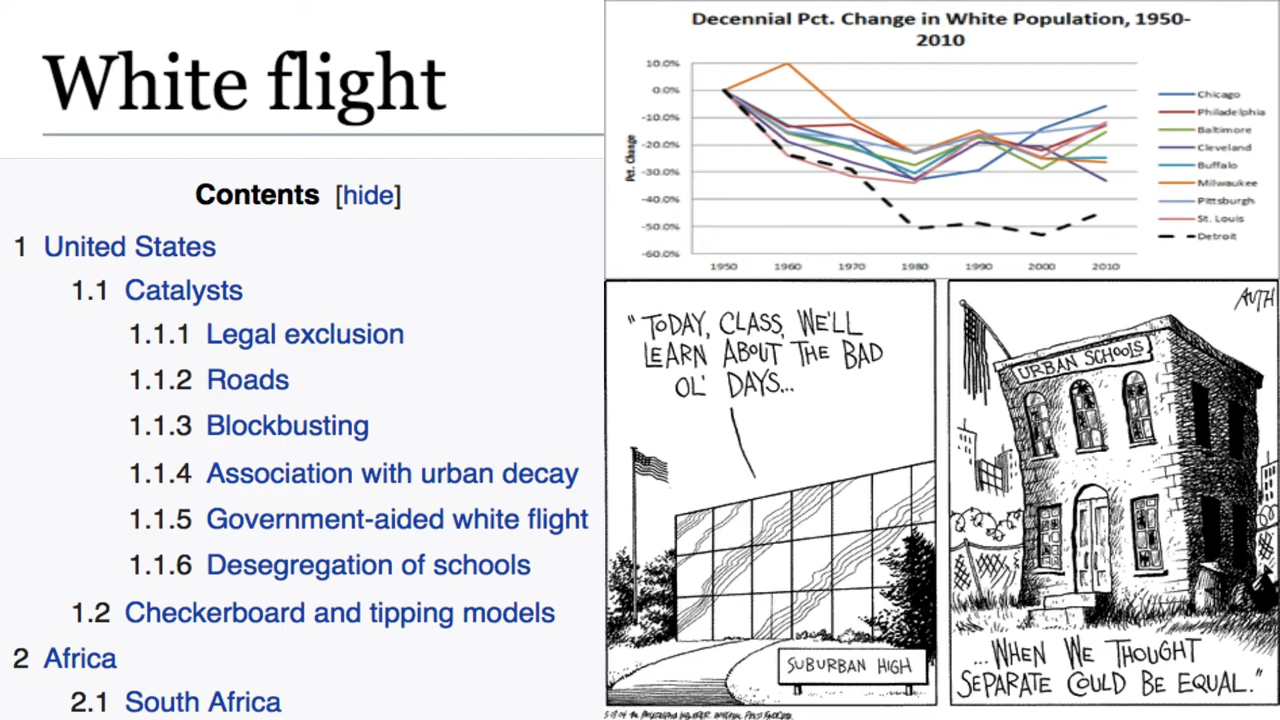 White flight
Contents [hide]
1 United States
1.1 Catalysts
1.1.1 Legal exclusion
1.1.2 Roads
1.1.3 Blockbusting
1.1.4 Association with urban decay
1.1.5 Government-aided white flight
1.1.6 Desegregation of schools
1.2 Checkerboard and tipping models
2 Africa
2.1 South Africa
Decennial Pct. Change in White Population, 1950-
2010
Pct. Change
10.0%
0.0%
-10.0%
-20.0%
-30.0%
-40.0%
-50.0%
-60.0%
1950 1960 1970 1980 1990 2000 2010
Chicago
Philadelphia
Baltimore
Cleveland
Buffalo
Milwaukee
Pittsburgh
St. Louis
Detroit
"TODAY, CLASS, WE'LL
LEARN ABOUT THE BAD
OL' DAYS...
SUBURBAN HIGH
AUTH
URBAN SCHOOLS
...WHEN WE THOUGHT
SEPARATE COULD BE EQUAL."